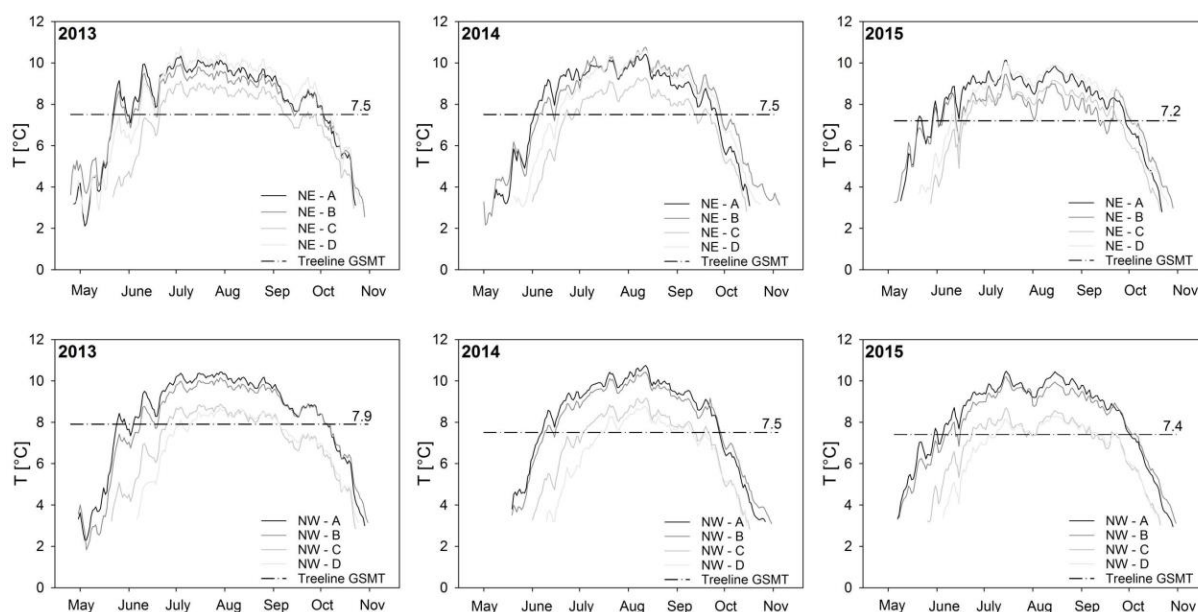 2013
T [°C]
12
10
8
6
4
2
0
7.5
NE - A
NE - B
NE - C
NE - D
Treeline GSMT
May June July Aug Sep Oct Nov
2014
T [°C]
12
10
8
6
4
2
0
7.5
NE - A
NE - B
NE - C
NE - D
Treeline GSMT
May June July Aug Sep Oct Nov
2015
T [°C]
12
10
8
6
4
2
0
7.2
NE - A
NE - B
NE - C
NE - D
Treeline GSMT
May June July Aug Sep Oct Nov
2013
T [°C]
12
10
8
6
4
2
0
7.9
NW - A
NW - B
NW - C
NW - D
Treeline GSMT
May June July Aug Sep Oct Nov
2014
T [°C]
12
10
8
6
4
2
0
7.5
NW - A
NW - B
NW - C
NW - D
Treeline GSMT
May June July Aug Sep Oct Nov
2015
T [°C]
12
10
8
6
4
2
0
7.4
NW - A
NW - B
NW - C
NW - D
Treeline GSMT
May June July Aug Sep Oct Nov